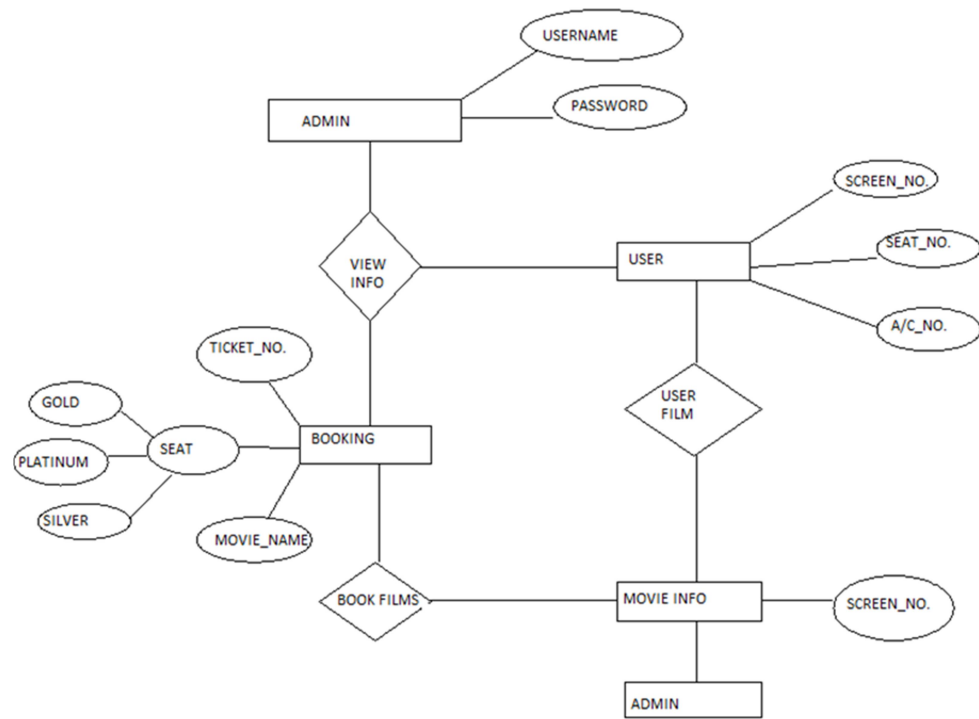 USERNAME
ADMIN
PASSWORD
SCREEN_NO.
VIEW
INFO
USER
SEAT_NO.
A/C_NO.
TICKET_NO.
GOLD
USER
FILM
BOOKING
SEAT
PLATINUM
SILVER
MOVIE_NAME
BOOK FILMS
MOVIE INFO
SCREEN_NO.
ADMIN